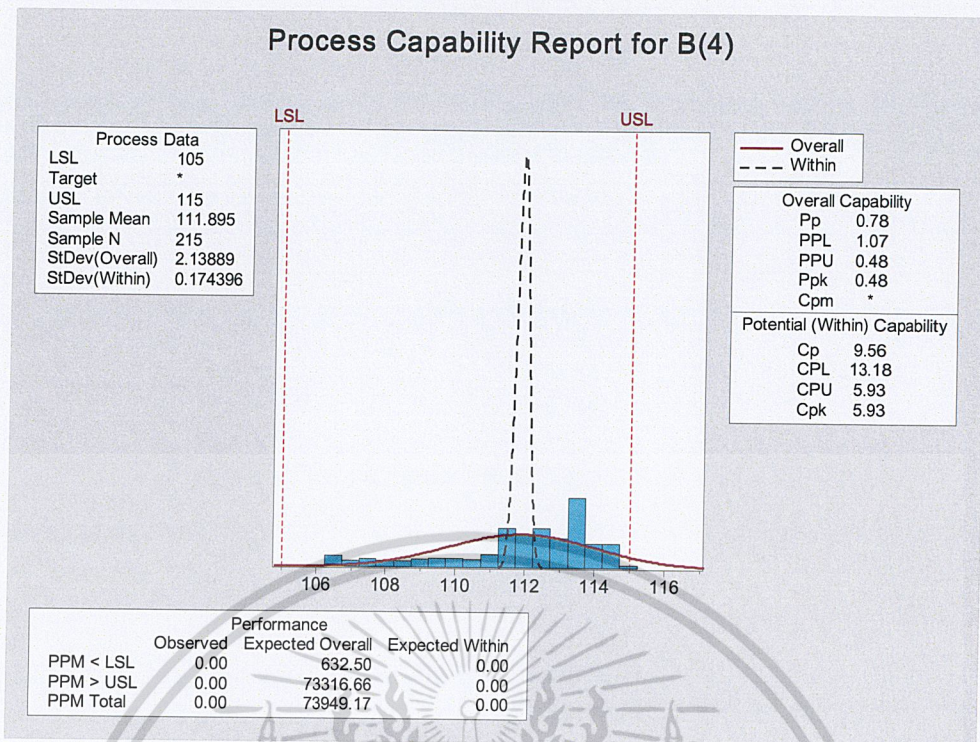 Process Capability Report for B(4)
LSL USL
Process Data
LSL 105
Target *
USL 115
Sample Mean 111.895
Sample N 215
StDev(Overall) 2.13889
StDev(Within) 0.174396
Overall
Within
Overall Capability
Pp 0.78
PPL 1.07
PPU 0.48
Ppk 0.48
Cpm *
Potential (Within) Capability
Cp 9.56
CPL 13.18
CPU 5.93
Cpk 5.93
106 108 110 112 114 116
Performance
Observed Expected Overall Expected Within
PPM < LSL 0.00 632.50 0.00
PPM > USL 0.00 73316.66 0.00
PPM Total 0.00 73949.17 0.00